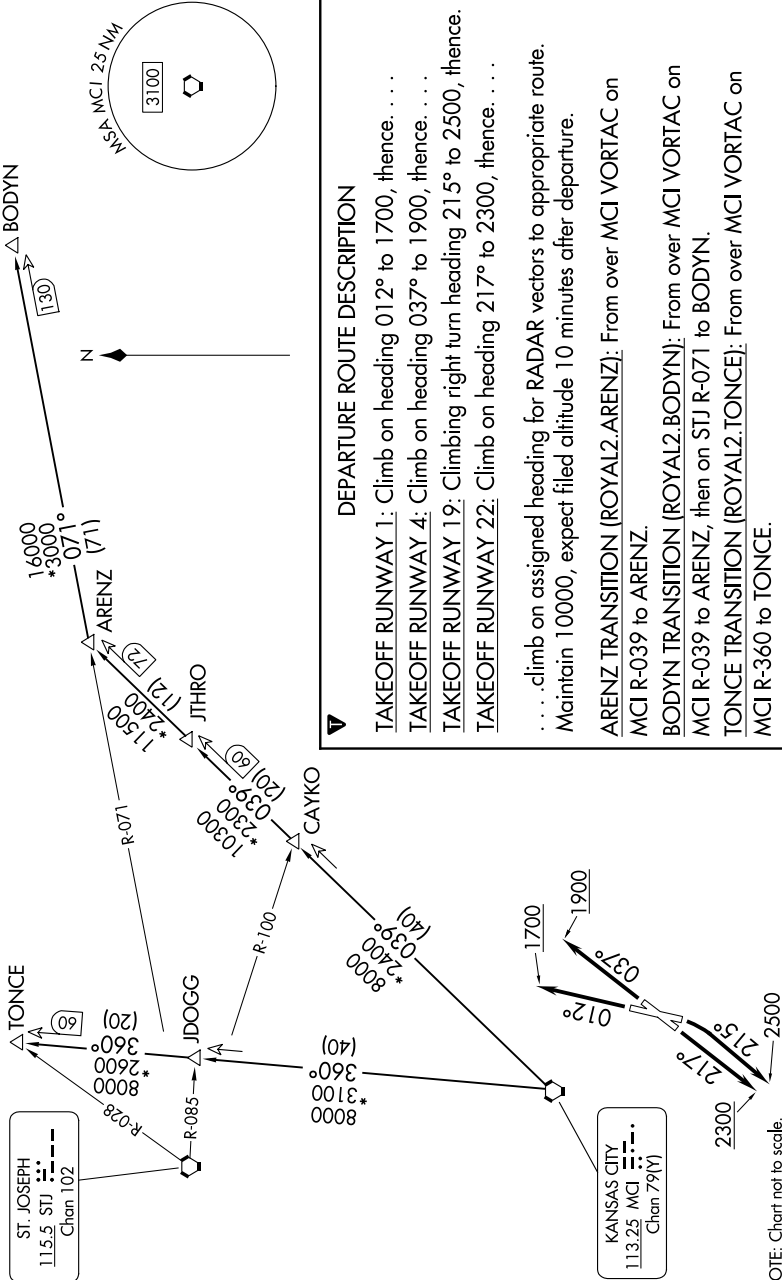 ST. JOSEPH
115.5 STJ
Chan 102
TONCE
R-028
R-085
60
8000
*2600
360°
(20)
JDOGG
8000
*3100
360°
(40)
R-071
R-100
BODYN
130
16000
*3000
071°
(71)
ARENZ
72
11500
*2400
(12)
JTHRO
60
10300
*2300
039°
(20)
CAYKO
8000
*2400
039°
(40)
KANSAS CITY
113.25 MCI
Chan 79(Y)
1700
1900
012°
037°
217°
215°
2300
2500
OTE: Chart not to scale.
N
MSA MCI 25 NM
3100
T
DEPARTURE ROUTE DESCRIPTION
TAKEOFF RUNWAY 1: Climb on heading 012° to 1700, thence. . . .
TAKEOFF RUNWAY 4: Climb on heading 037° to 1900, thence. . . .
TAKEOFF RUNWAY 19: Climbing right turn heading 215° to 2500, thence.
TAKEOFF RUNWAY 22: Climb on heading 217° to 2300, thence. . . .
. . . .climb on assigned heading for RADAR vectors to appropriate route.
Maintain 10000, expect filed altitude 10 minutes after departure.
ARENZ TRANSITION (ROYAL2.ARENZ): From over MCI VORTAC on
MCI R-039 to ARENZ.
BODYN TRANSITION (ROYAL2.BODYN): From over MCI VORTAC on
MCI R-039 to ARENZ, then on STJ R-071 to BODYN.
TONCE TRANSITION (ROYAL2.TONCE): From over MCI VORTAC on
MCI R-360 to TONCE.